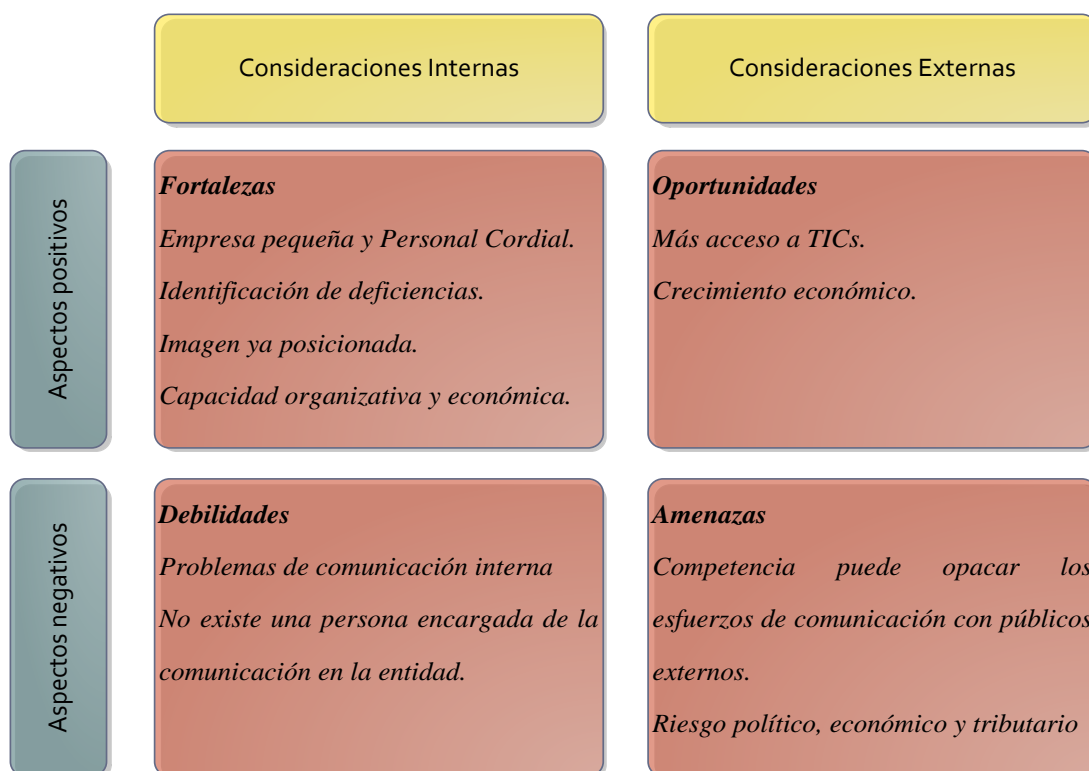 Consideraciones Internas
Consideraciones Externas
Aspectos positivos
Fortalezas
Empresa pequeña y Personal Cordial.
Identificación de deficiencias.
Imagen ya posicionada.
Capacidad organizativa y económica.
Oportunidades
Más acceso a TICs.
Crecimiento económico.
Aspectos negativos
Debilidades
Problemas de comunicación interna
No existe una persona encargada de la
comunicación en la entidad.
Amenazas
Competencia puede opacar los
esfuerzos de comunicación con públicos
externos.
Riesgo político, económico y tributario